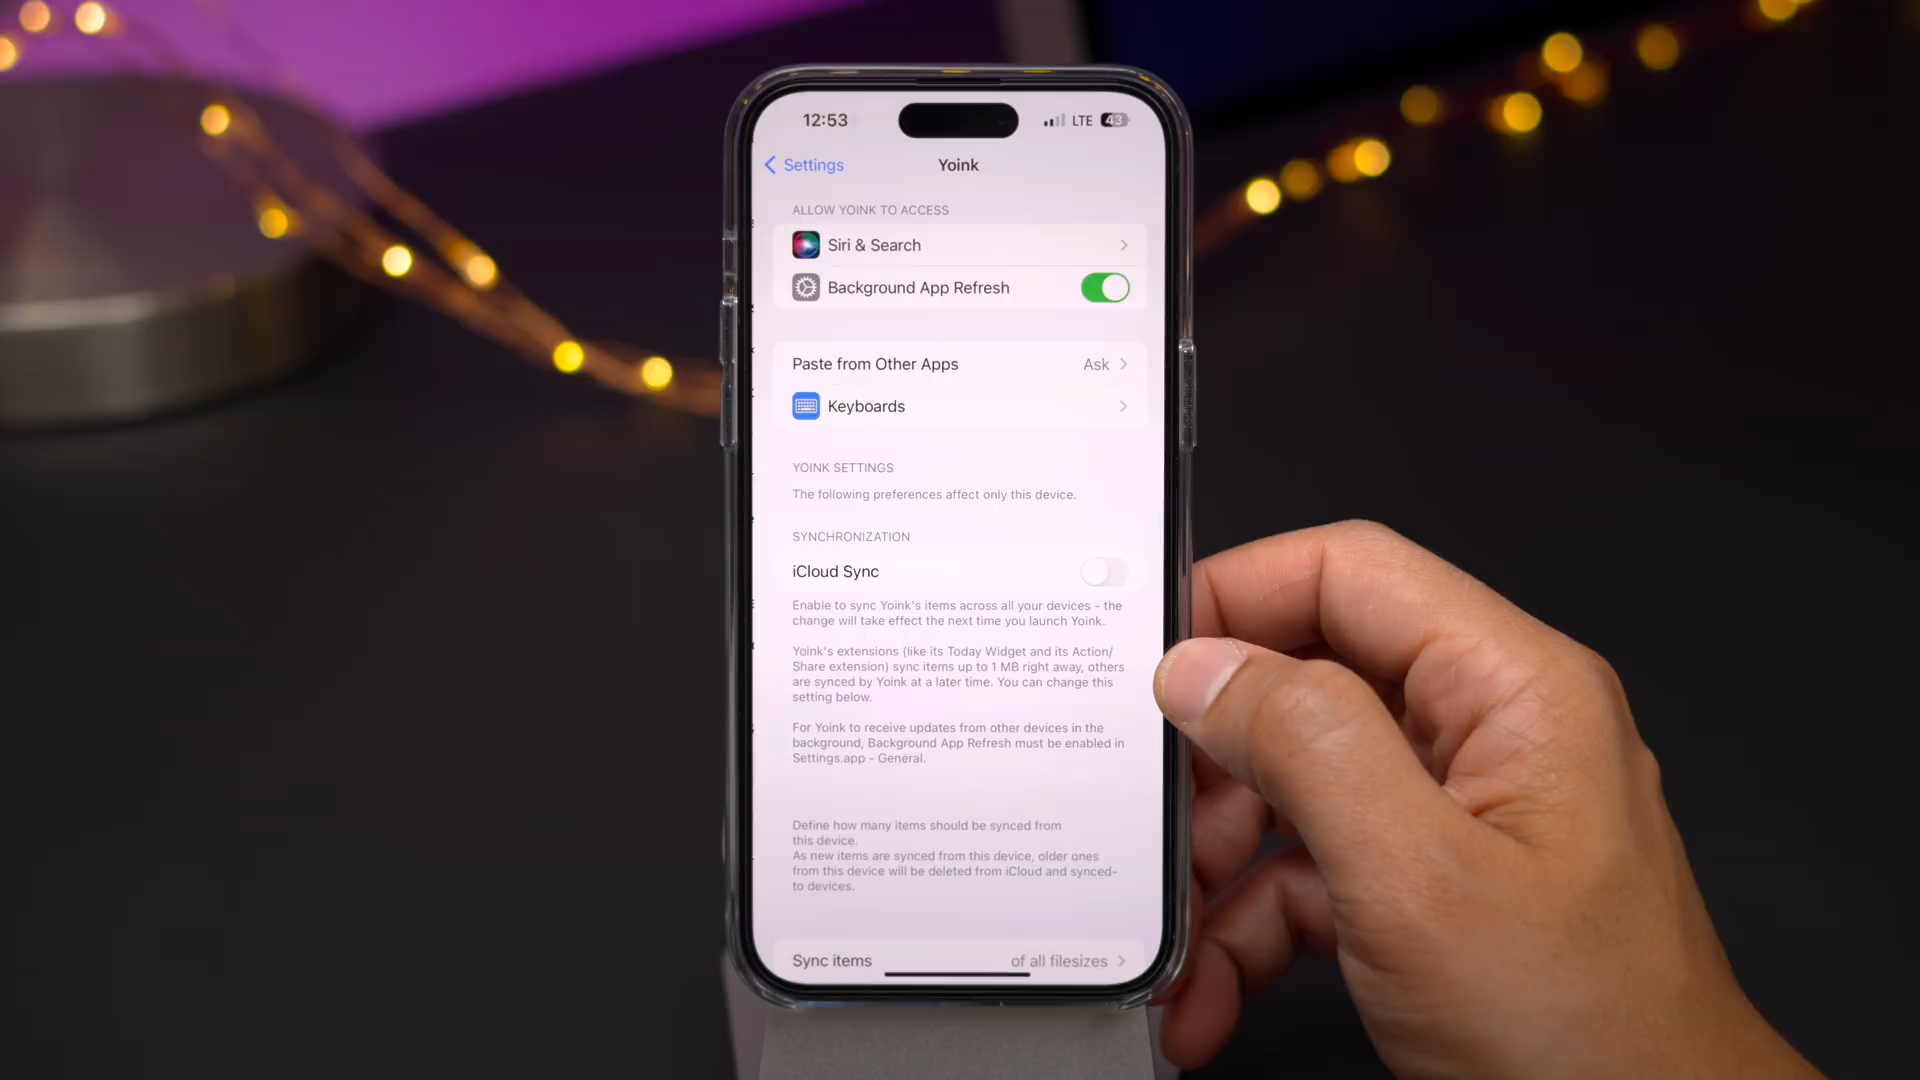 12:53
LTE 43
Settings
Yoink
ALLOW YOINK TO ACCESS
Siri & Search
Background App Refresh
Paste from Other Apps
Ask
Keyboards
YOINK SETTINGS
The following preferences affect only this device.
SYNCHRONIZATION
iCloud Sync
Enable to sync Yoink's items across all your devices - the
change will take effect the next time you launch Yoink.
Yoink's extensions (like its Today Widget and its Action/
Share extension) sync items up to 1 MB right away, others
are synced by Yoink at a later time. You can change this
setting below.
For Yoink to receive updates from other devices in the
background, Background App Refresh must be enabled in
Settings.app - General.
Define how many items should be synced from
this device.
As new items are synced from this device, older ones
from this device will be deleted from iCloud and synced-
to devices.
Sync items
of all filesizes